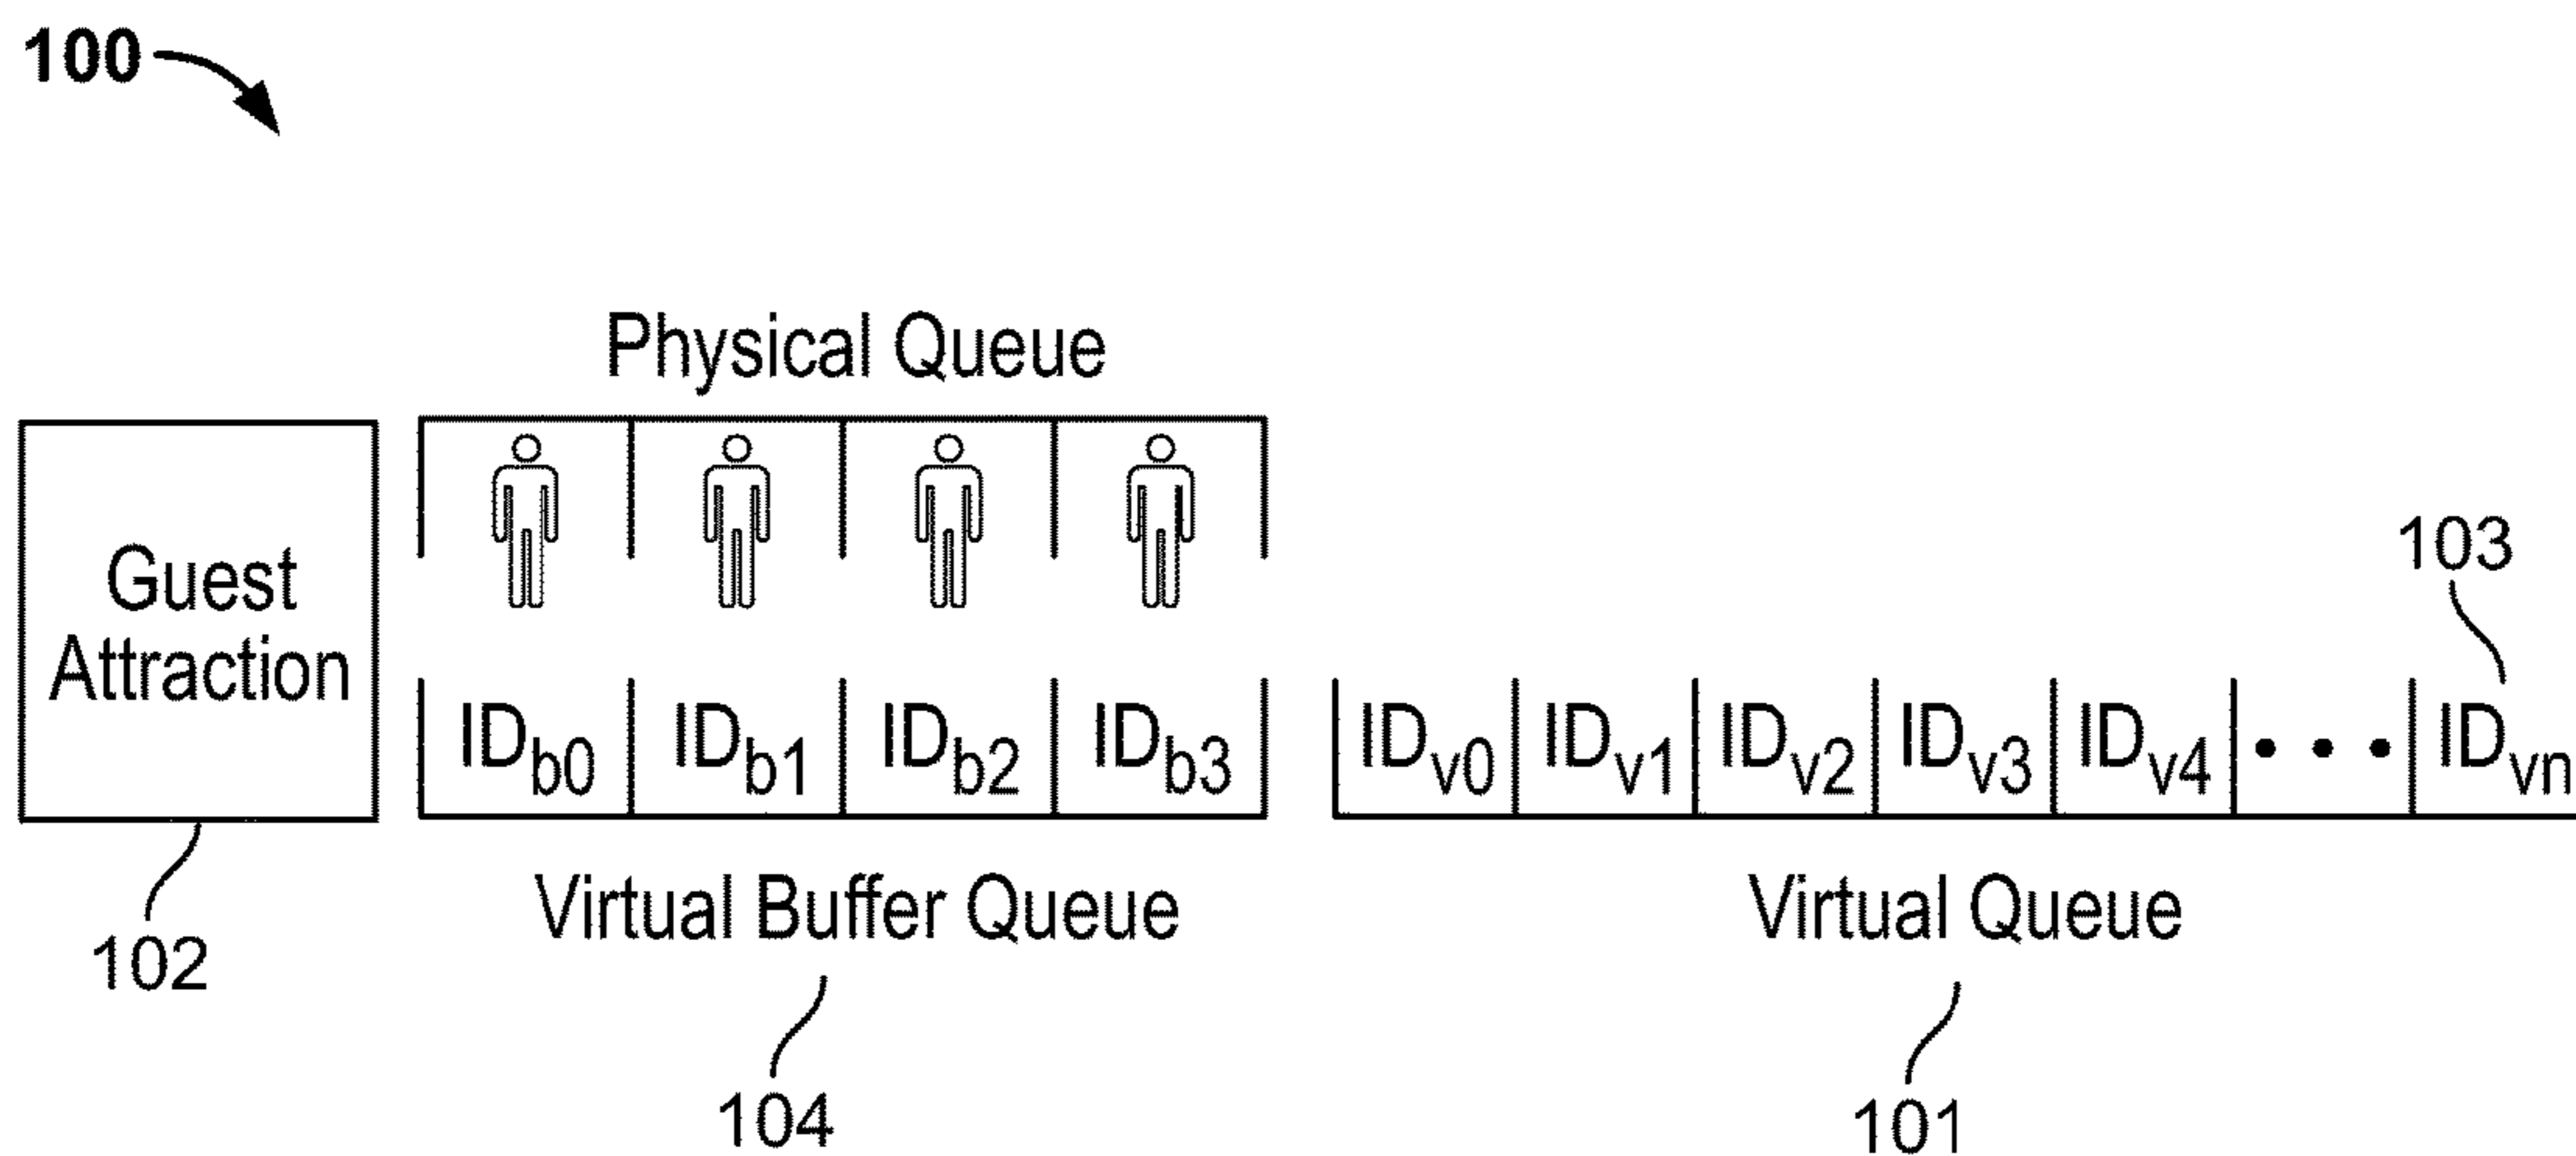 100
Physical Queue
Guest
Attraction
103
IDb0 IDb1 IDb2 IDb3 IDv0 IDv1 IDv2 IDv3 IDv4 • • • IDvn
Virtual Buffer Queue
Virtual Queue
102
104
101